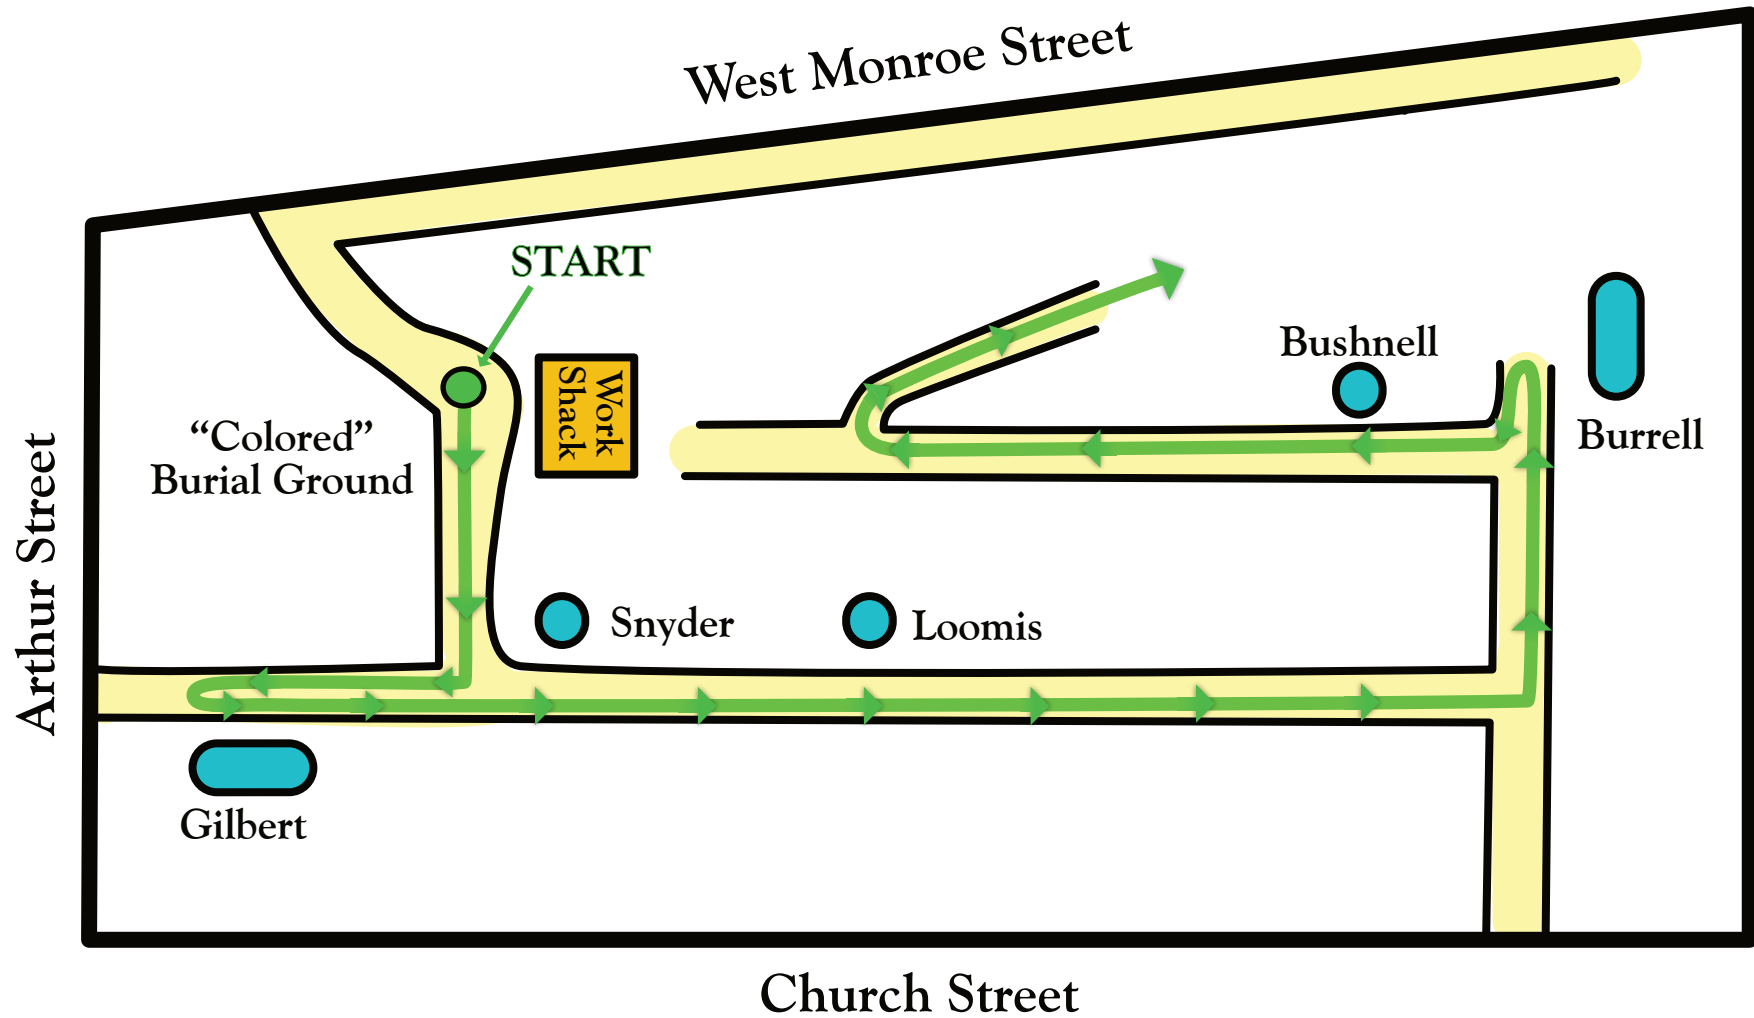 West Monroe Street
START
Work
Shack
Bushnell
Burrell
“Colored”
Burial Ground
Arthur Street
Snyder
Loomis
Gilbert
Church Street